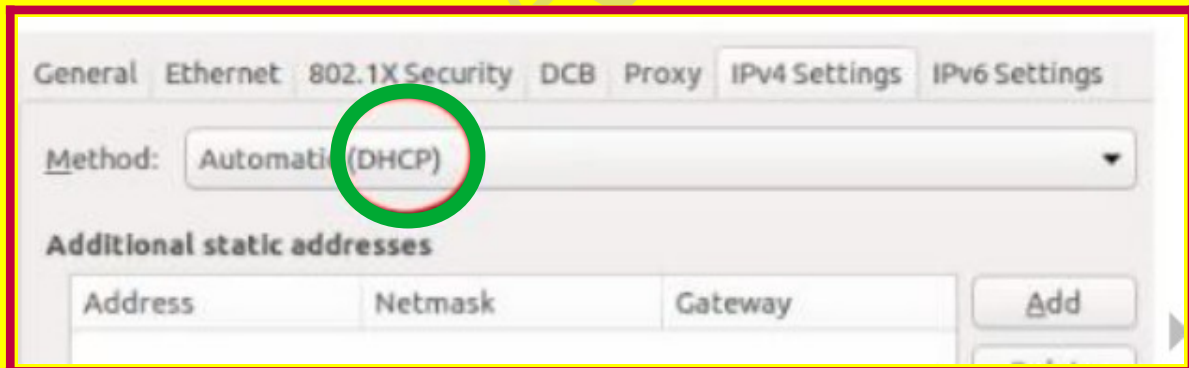 General Ethernet 802.1X Security DCB Proxy IPv4 Settings IPv6 Settings
Method: Automatic (DHCP)
Additional static addresses
Address Netmask Gateway Add